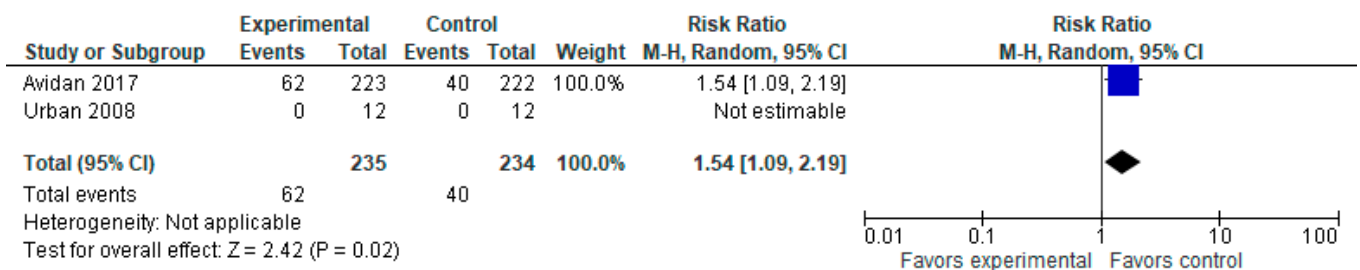 Experimental Control Risk Ratio Risk Ratio
Study or Subgroup Events Total Events Total Weight M-H, Random, 95% CI M-H, Random, 95% CI
Avidan 2017 62 223 40 222 100.0% 1.54 [1.09, 2.19]
Urban 2008 0 12 0 12 Not estimable
Total (95% CI) 235 234 100.0% 1.54 [1.09, 2.19]
Total events 62 40
Heterogeneity: Not applicable
Test for overall effect: Z = 2.42 (P = 0.02)
0.01 0.1 1 10 100
Favors experimental Favors control